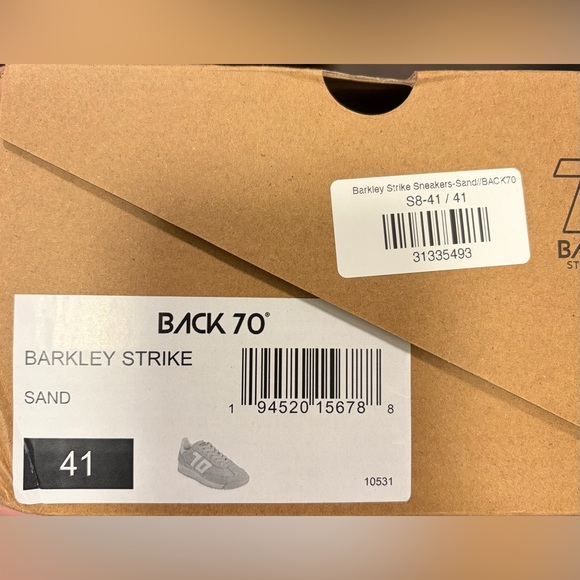 Barkley Strike Sneakers-Sand//BACK70
S8-41 / 41
31335493
BACK 70®
BARKLEY STRIKE
SAND
1 94520 15678 8
41
70
10531